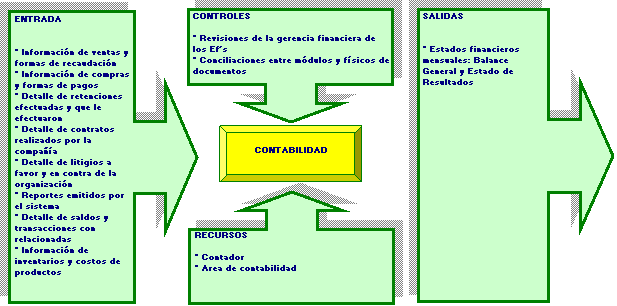 ENTRADA
* Información de ventas y
formas de recaudación
* Información de compras
y formas de pagos
* Detalle de retenciones
efectuadas y que le
efectuaron
* Detalle de contratos
realizados por la
compañía
* Detalle de litigios a
favor y en contra de la
organización
* Reportes emitidos por
el sistema
* Detalle de saldos y
transacciones con
relacionadas
* Información de
inventarios y costos de
productos
CONTROLES
* Revisiones de la gerencia financiera de
los Ef's
* Conciliaciones entre módulos y físicos de
documentos
CONTABILIDAD
RECURSOS
* Contador
* Area de contabilidad
SALIDAS
* Estados financieros
mensuales: Balance
General y Estado de
Resultados